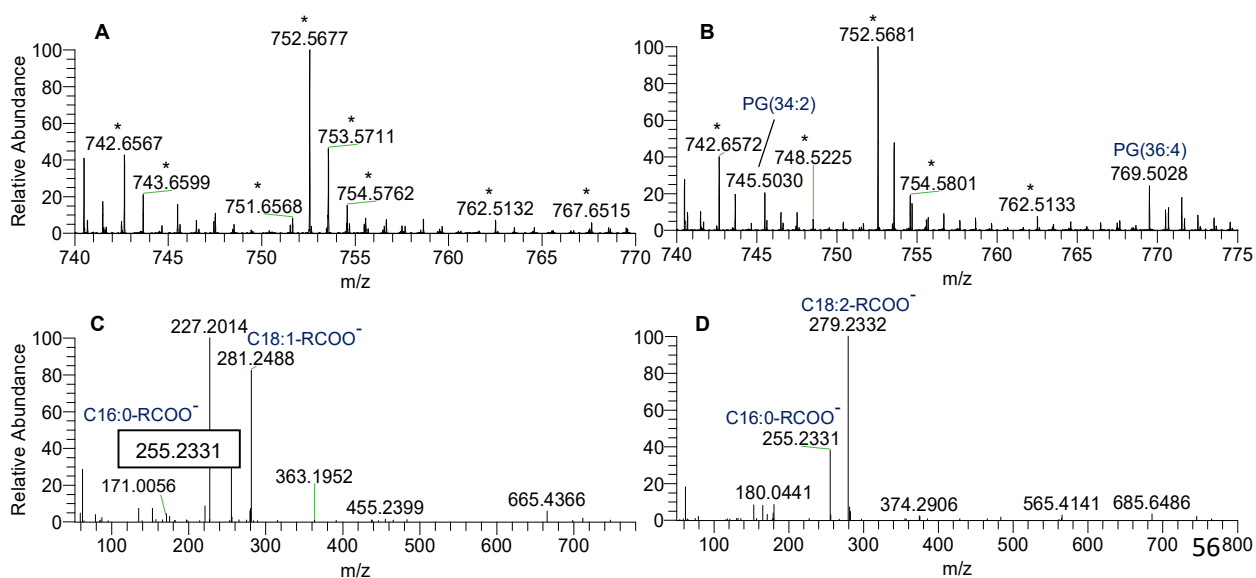 A
Relative Abundance
100
80
60
40
20
0
* 752.5677
* 742.6567
* 743.6599
* 753.5711
* 751.6568
* 754.5762
* 762.5132
* 767.6515
740 745 750 755 760 765 770
m/z
B
100
80
60
40
20
0
* 752.5681
PG(34:2)
* 742.6572
745.5030
* 748.5225
* 754.5801
* 762.5133
PG(36:4)
769.5028
740 745 750 755 760 765 770 775
m/z
C
Relative Abundance
100
80
60
40
20
0
227.2014
C18:1-RCOO⁻
281.2488
C16:0-RCOO⁻
255.2331
171.0056
363.1952
455.2399
665.4366
100 200 300 400 500 600 700
m/z
D
100
80
60
40
20
0
C18:2-RCOO⁻
279.2332
C16:0-RCOO⁻
255.2331
180.0441
374.2906
565.4141
685.6486
100 200 300 400 500 600 700 800
m/z
56